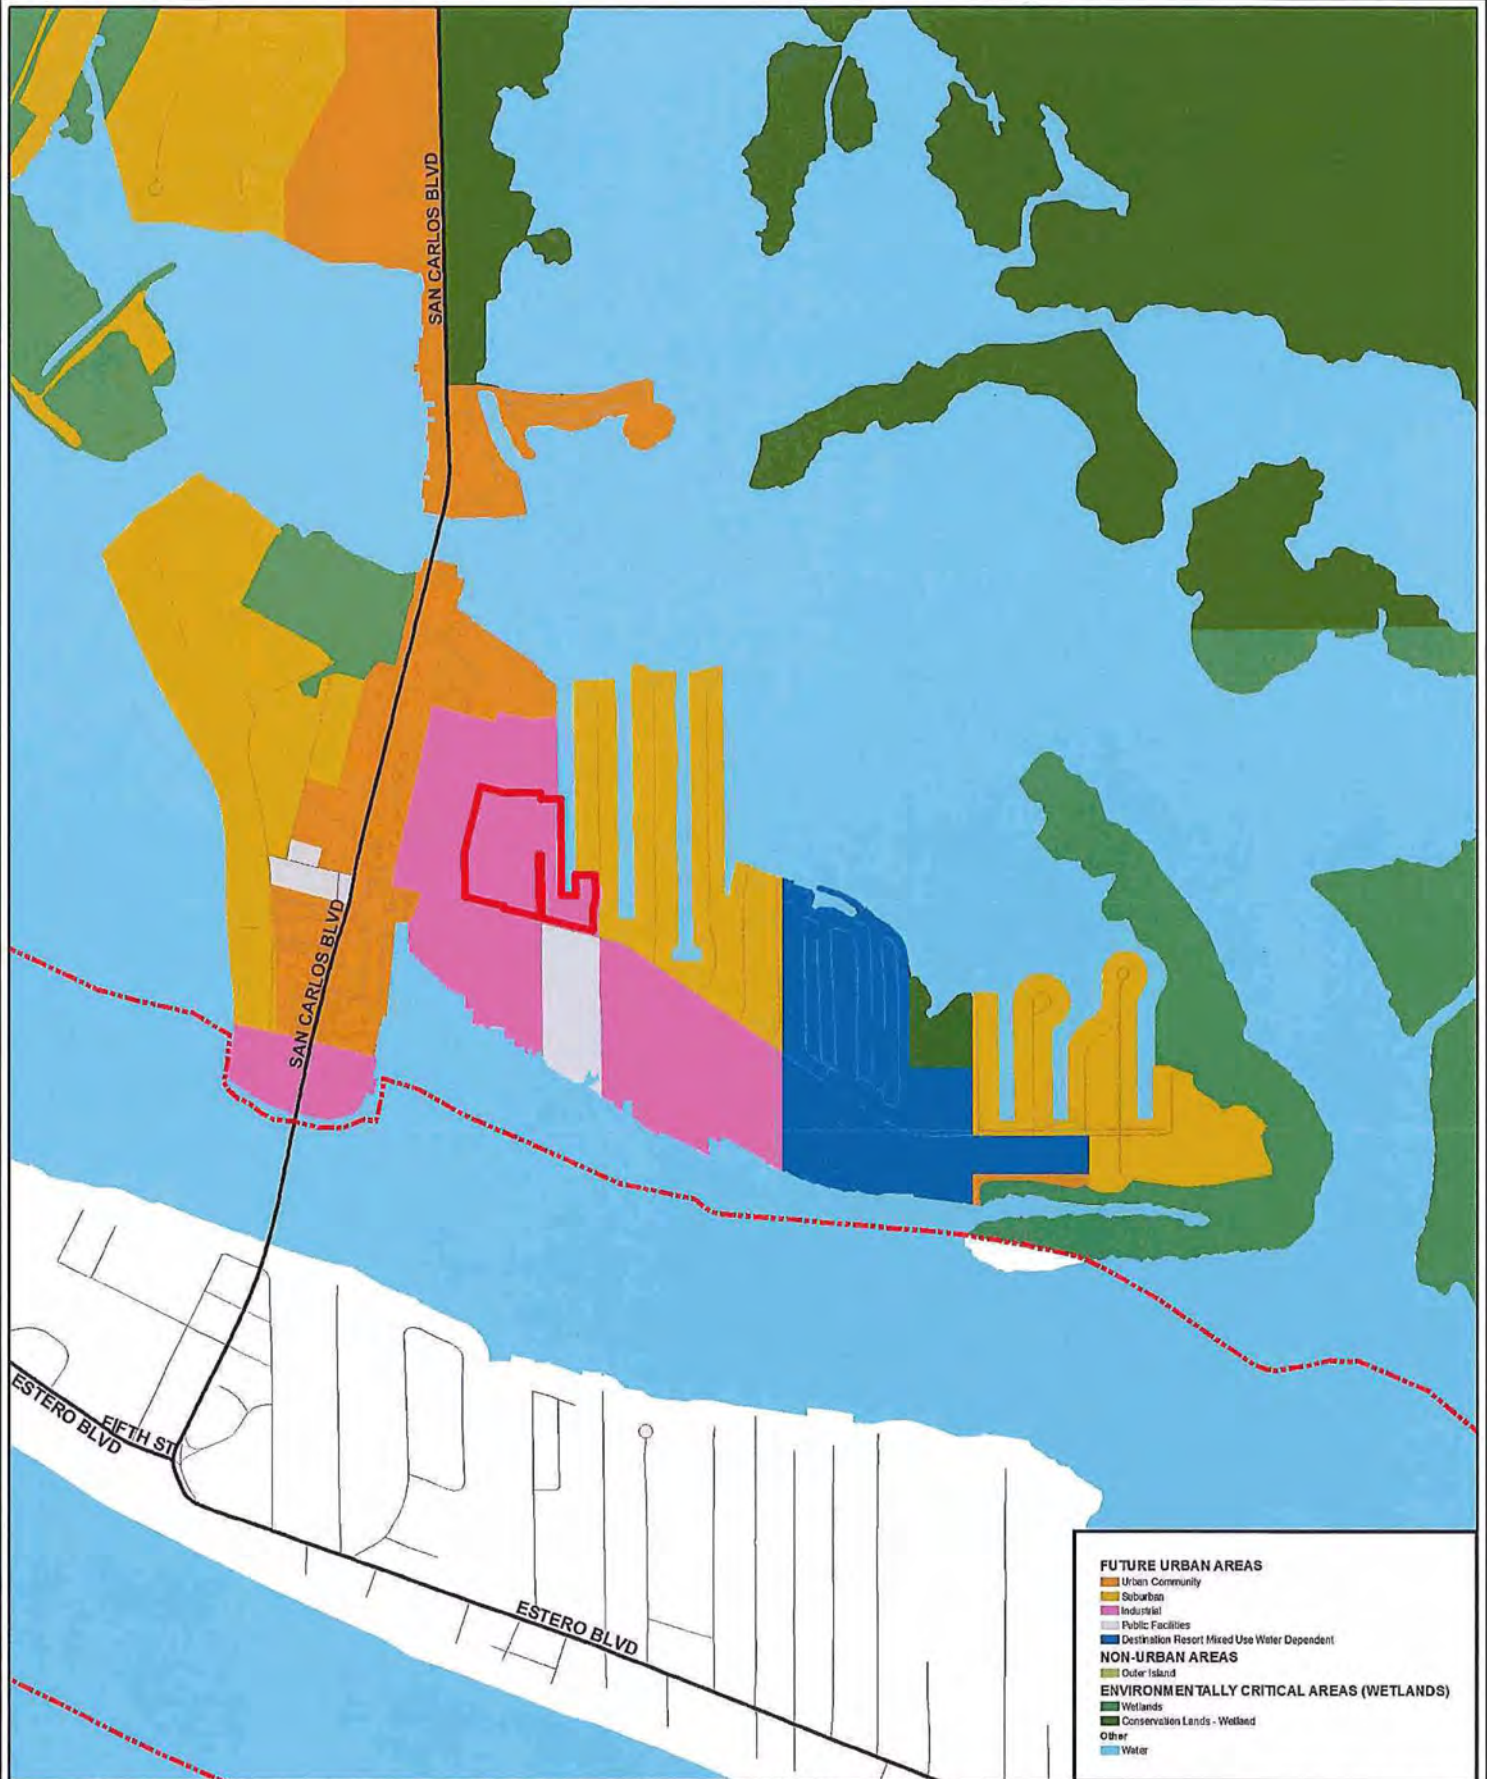 SAN CARLOS BLVD
SAN CARLOS BLVD
ESTERO BLVD
FIFTH ST
ESTERO BLVD
FUTURE URBAN AREAS
Urban Community
Suburban
Industrial
Public Facilities
Destination Resort Mixed Use Water Dependent
NON-URBAN AREAS
Outer Island
ENVIRONMENTALLY CRITICAL AREAS (WETLANDS)
Wetlands
Conservation Lands - Wetland
Other
Water